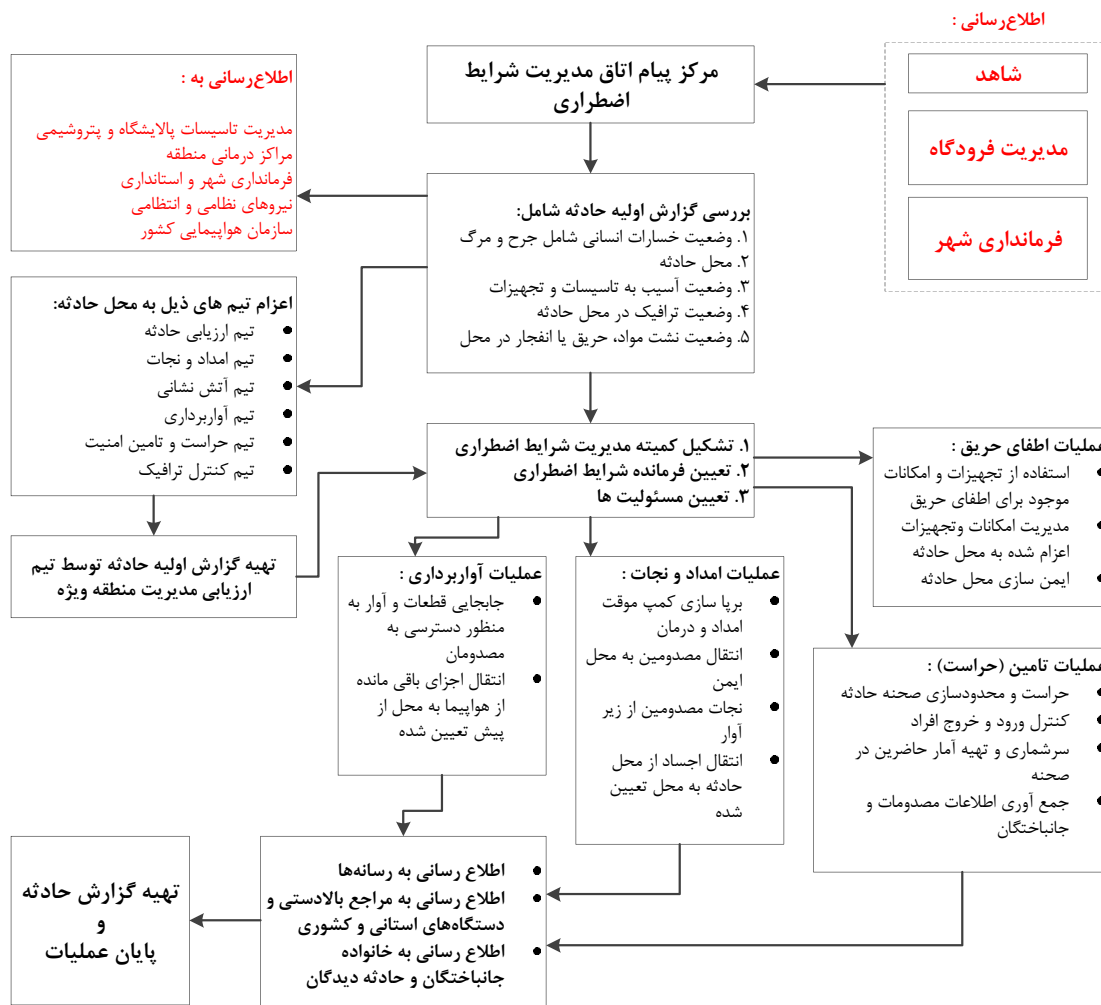 اطلاع‌رسانی :
شاهد
مدیریت فرودگاه
فرمانداری شهر
مرکز پیام اتاق مدیریت شرایط
اضطراری
اطلاع‌رسانی به :
مدیریت تاسیسات پالایشگاه و پتروشیمی
مراکز درمانی منطقه
فرمانداری شهر و استانداری
نیروهای نظامی و انتظامی
سازمان هواپیمایی کشور
بررسی گزارش اولیه حادثه شامل:
۱. وضعیت خسارات انسانی شامل جرح و مرگ
۲. محل حادثه
۳. وضعیت آسیب به تاسیسات و تجهیزات
۴. وضعیت ترافیک در محل حادثه
۵. وضعیت نشت مواد، حریق یا انفجار در محل
اعزام تیم های ذیل به محل حادثه:
● تیم ارزیابی حادثه
● تیم امداد و نجات
● تیم آتش نشانی
● تیم آواربرداری
● تیم حراست و تامین امنیت
● تیم کنترل ترافیک
تهیه گزارش اولیه حادثه توسط تیم
ارزیابی مدیریت منطقه ویژه
۱. تشکیل کمیته مدیریت شرایط اضطراری
۲. تعیین فرمانده شرایط اضطراری
۳. تعیین مسئولیت ها
عملیات اطفای حریق :
● استفاده از تجهیزات و امکانات
موجود برای اطفای حریق
● مدیریت امکانات وتجهیزات
اعزام شده به محل حادثه
● ایمن سازی محل حادثه
عملیات تامین (حراست) :
● حراست و محدودسازی صحنه حادثه
● کنترل ورود و خروج افراد
● سرشماری و تهیه آمار حاضرین در
صحنه
● جمع آوری اطلاعات مصدومات و
جانباختگان
عملیات امداد و نجات :
● برپا سازی کمپ موقت
امداد و درمان
● انتقال مصدومین به محل
ایمن
● نجات مصدومین از زیر
آوار
● انتقال اجساد از محل
حادثه به محل تعیین
شده
عملیات آواربرداری :
● جابجایی قطعات و آوار به
منظور دسترسی به
مصدومان
● انتقال اجزای باقی مانده
از هواپیما به محل از
پیش تعیین شده
● اطلاع رسانی به رسانه‌ها
● اطلاع رسانی به مراجع بالادستی و
دستگاه‌های استانی و کشوری
● اطلاع رسانی به خانواده
جانباختگان و حادثه دیدگان
تهیه گزارش حادثه
و
پایان عملیات